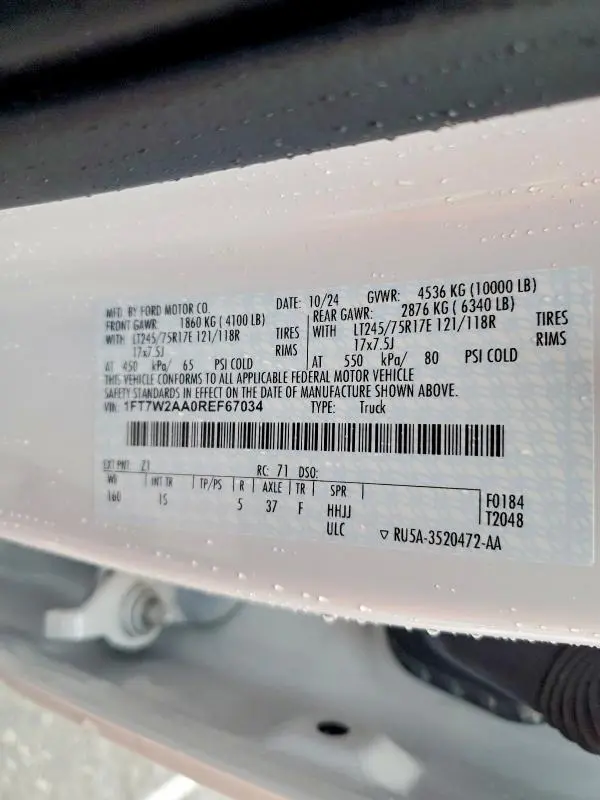 MFD. BY FORD MOTOR CO. DATE: 10/24 GVWR: 4536 KG (10000 LB)
FRONT GAWR: 1860 KG ( 4100 LB) REAR GAWR: 2876 KG ( 6340 LB)
WITH LT245/75R17E 121/118R TIRES WITH LT245/75R17E 121/118R TIRES
17x7.5J RIMS 17x7.5J RIMS
AT 450 kPa/ 65 PSI COLD AT 550 kPa/ 80 PSI COLD
THIS VEHICLE CONFORMS TO ALL APPLICABLE FEDERAL MOTOR VEHICLE
SAFETY STANDARDS IN EFFECT ON THE DATE OF MANUFACTURE SHOWN ABOVE.
VIN: 1FT7W2AA0REF67034 TYPE: Truck
EXT PNT: Z1 RC: 71 DSO:
WB INT TR TP/PS R AXLE TR SPR
160 1S 5 37 F HHJJ
ULC
F0184
T2048
▽ RU5A-3520472-AA